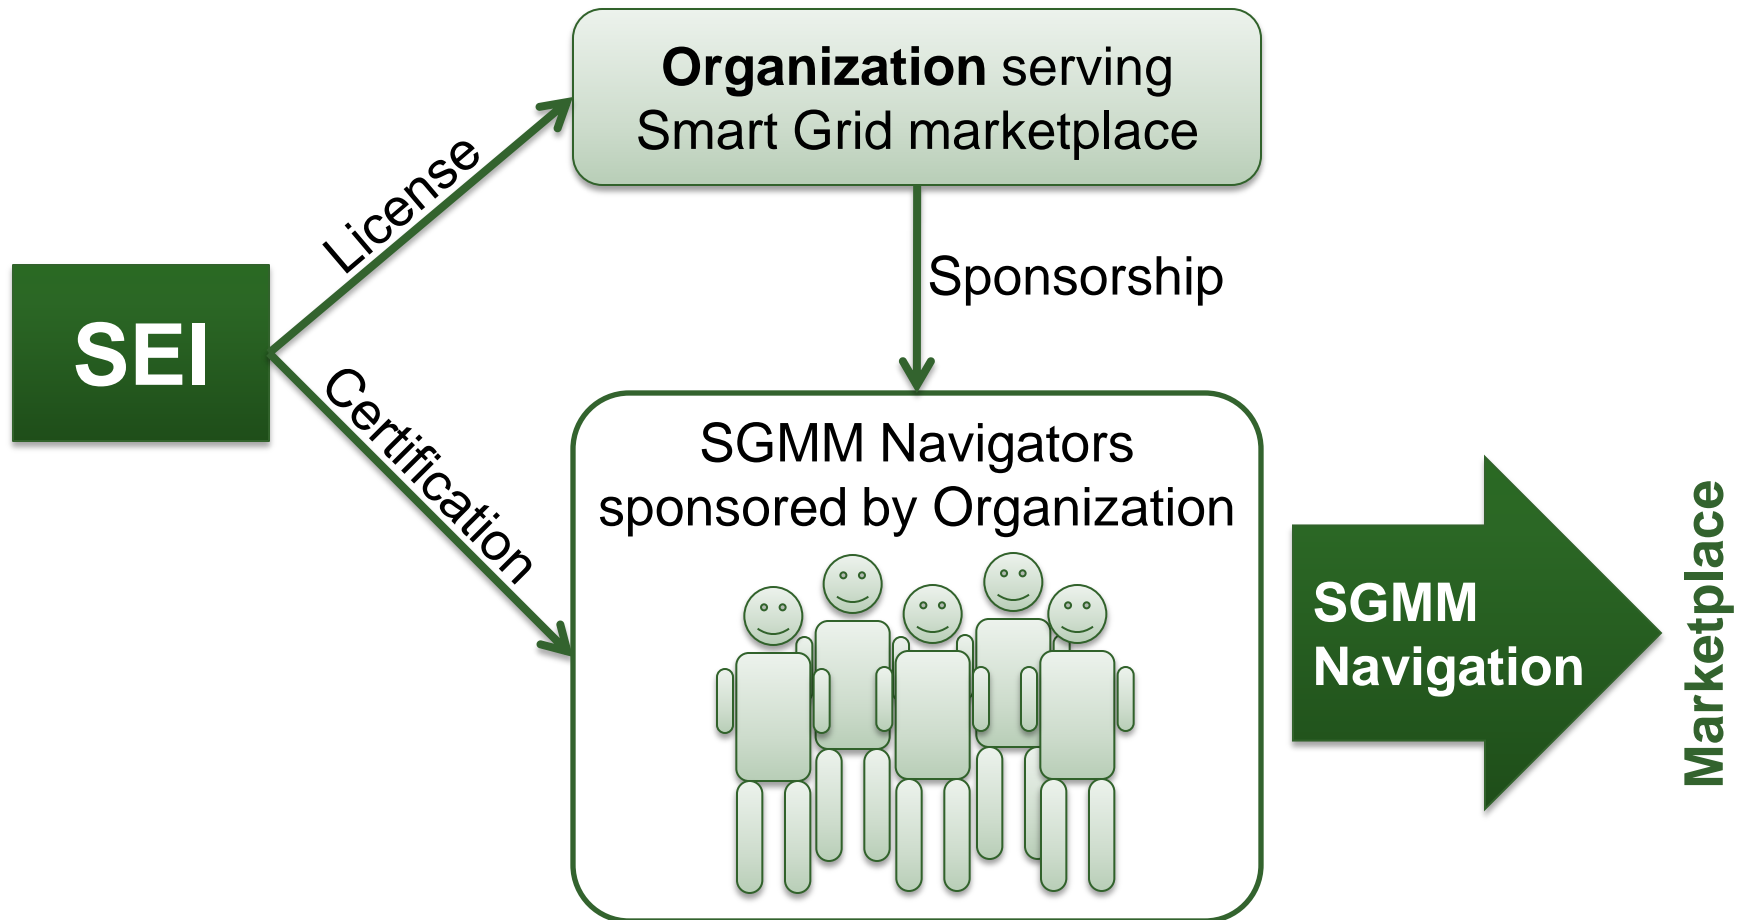 Organization serving
Smart Grid marketplace
License
SEI
Sponsorship
Certification
SGMM Navigators
sponsored by Organization
SGMM
Navigation
Marketplace